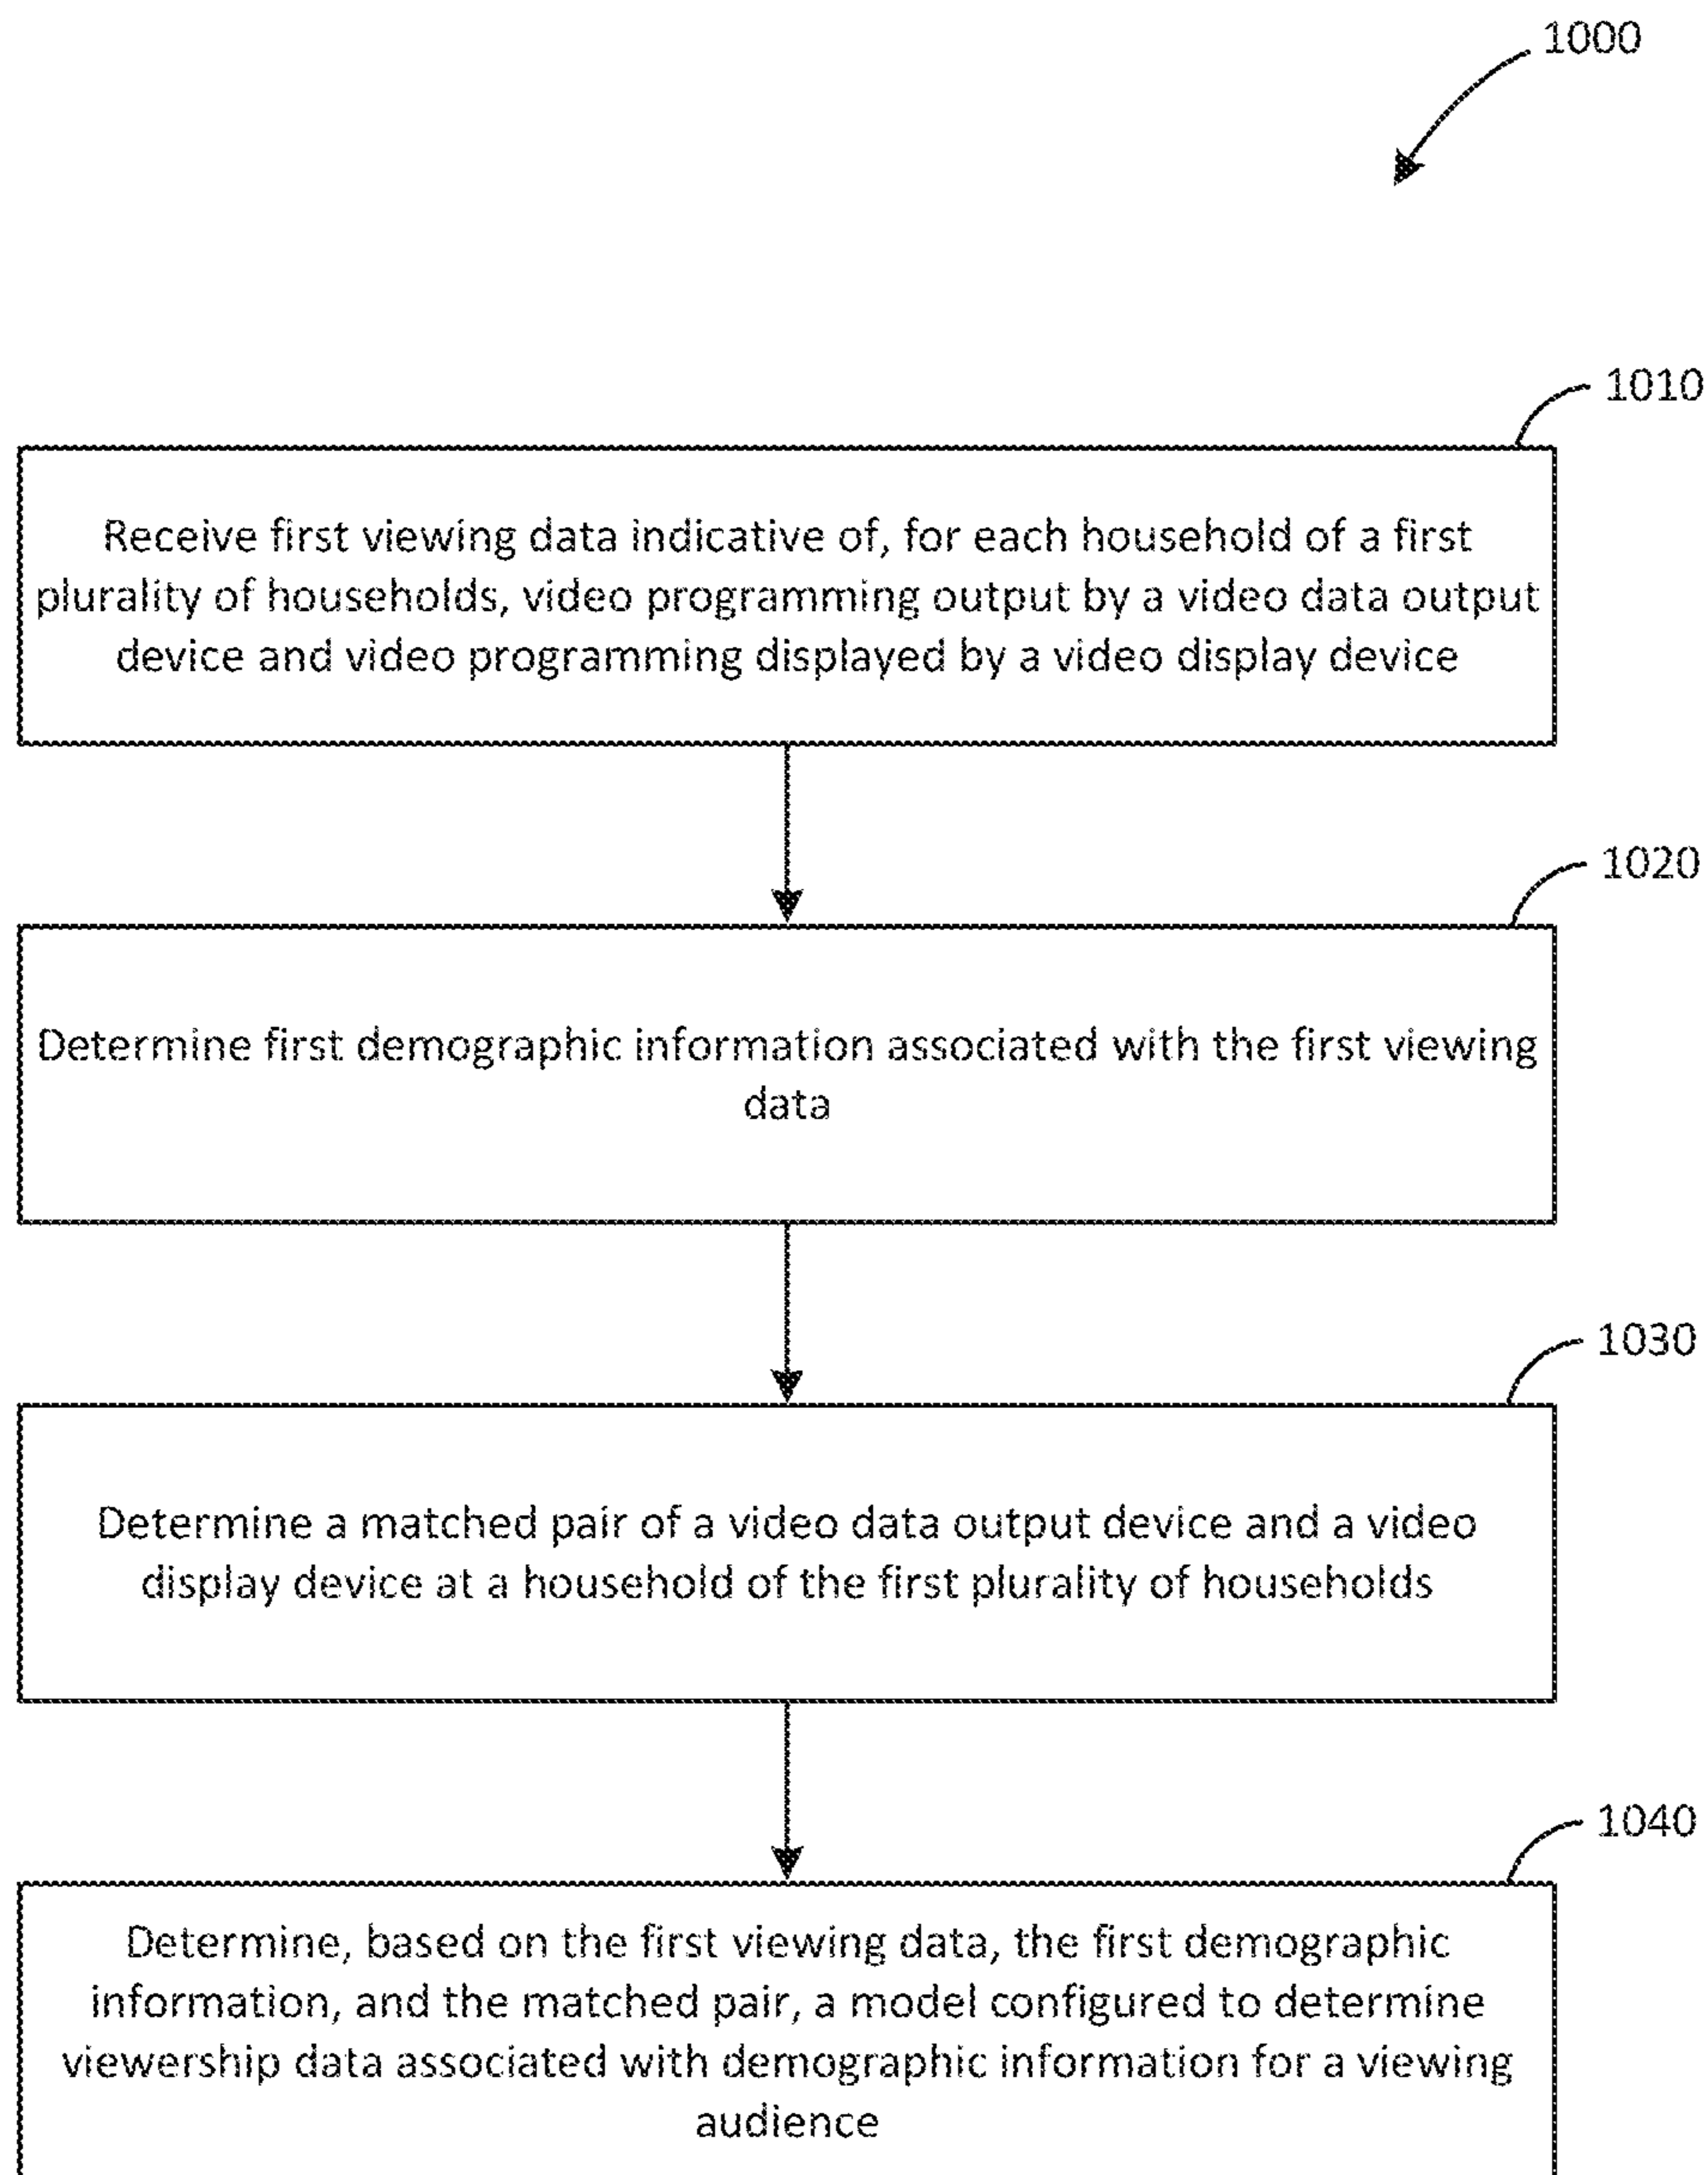 1000
1010
Receive first viewing data indicative of, for each household of a first
plurality of households, video programming output by a video data output
device and video programming displayed by a video display device
1020
Determine first demographic information associated with the first viewing
data
1030
Determine a matched pair of a video data output device and a video
display device at a household of the first plurality of households
1040
Determine, based on the first viewing data, the first demographic
information, and the matched pair, a model configured to determine
viewership data associated with demographic information for a viewing
audience